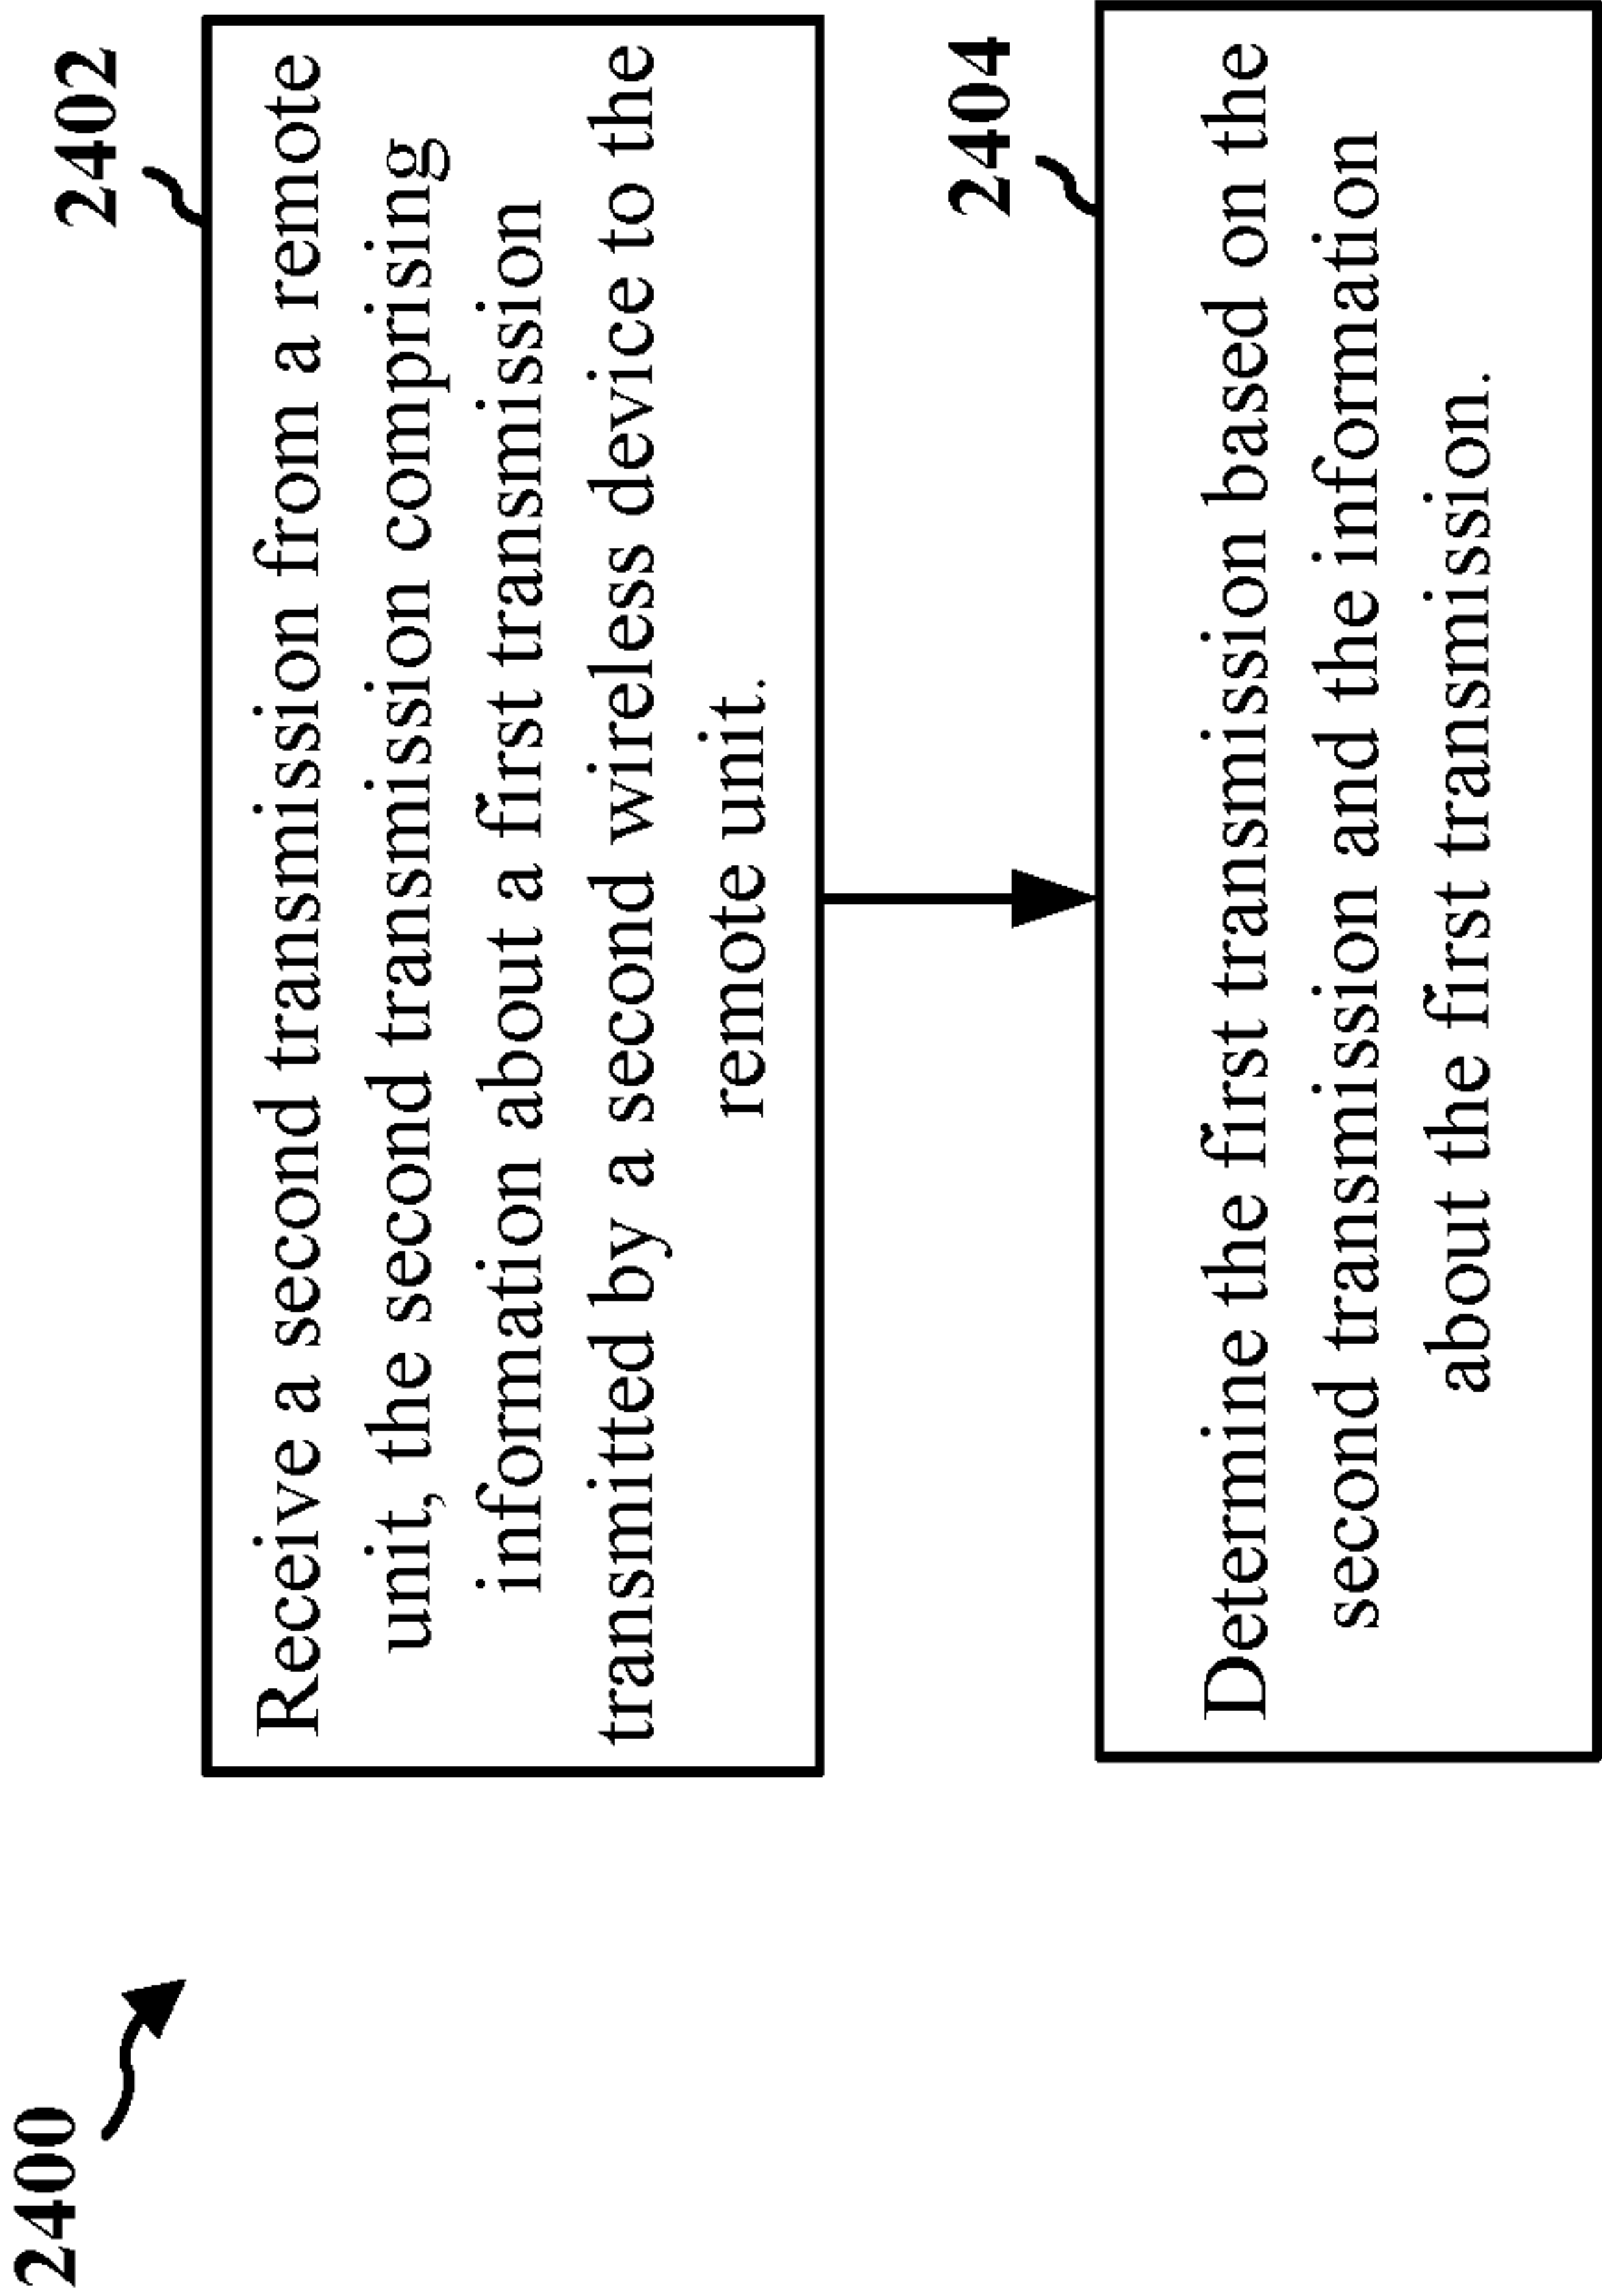 2400
2402
Receive a second transmission from a remote
unit, the second transmission comprising
information about a first transmission
transmitted by a second wireless device to the
remote unit.
2404
Determine the first transmission based on the
second transmission and the information
about the first transmission.